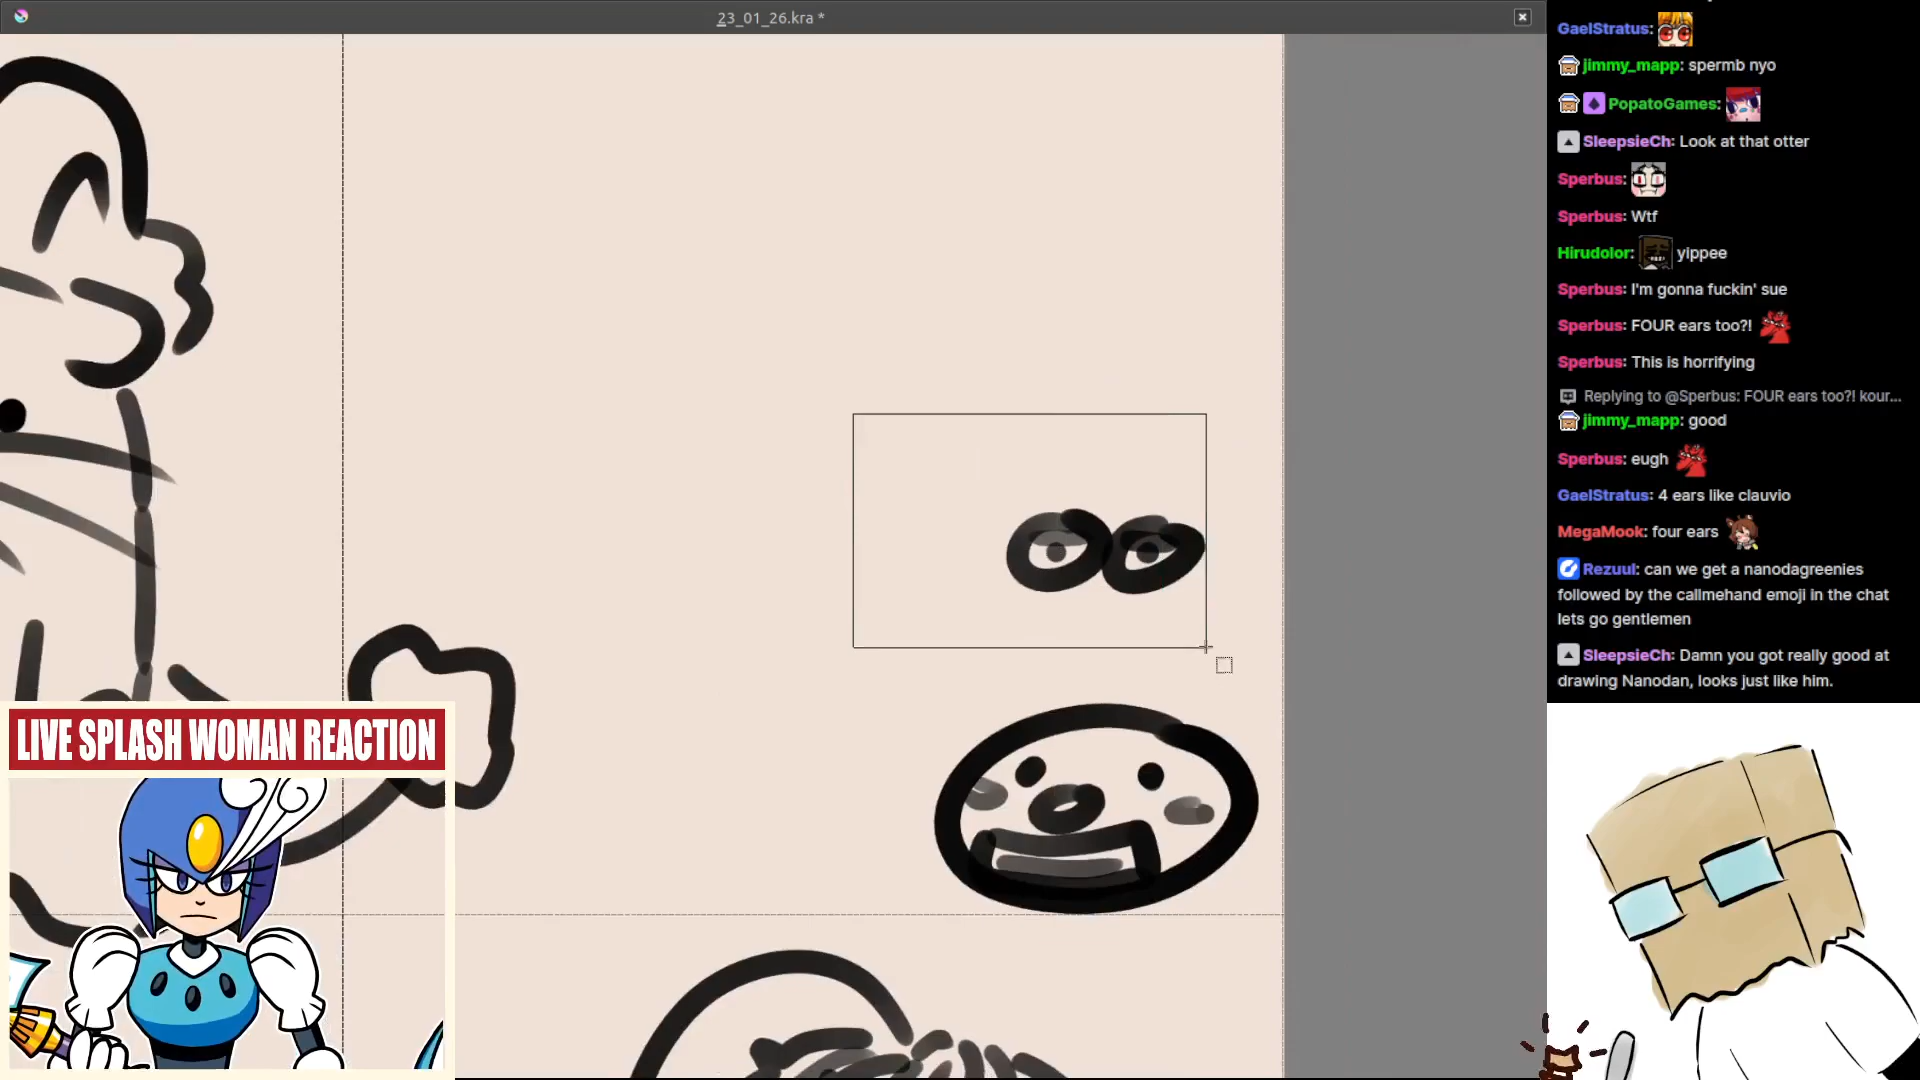 23_01_26.kra *
GaelStratus:
jimmy_mapp: spermb nyo
PopatoGames:
SleepsieCh: Look at that otter
Sperbus:
Sperbus: Wtf
Hirudolor: yippee
Sperbus: I'm gonna fuckin' sue
Sperbus: FOUR ears too?!
Sperbus: This is horrifying
Replying to @Sperbus: FOUR ears too?! kour...
jimmy_mapp: good
Sperbus: eugh
GaelStratus: 4 ears like clauvio
MegaMook: four ears
Rezuul: can we get a nanodagreenies
followed by the callmehand emoji in the chat
lets go gentlemen
SleepsieCh: Damn you got really good at
drawing Nanodan, looks just like him.
LIVE SPLASH WOMAN REACTION